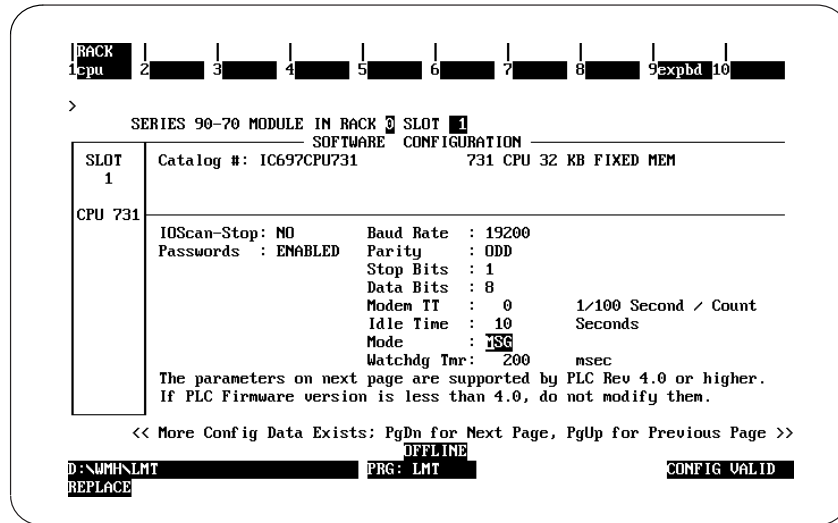 RACK
1cpu 2 3 4 5 6 7 8 9expbd 10
>
SERIES 90-70 MODULE IN RACK 0 SLOT 1
SOFTWARE CONFIGURATION
SLOT Catalog #: IC697CPU731 731 CPU 32 KB FIXED MEM
1
CPU 731
IOScan-Stop: NO Baud Rate : 19200
Passwords : ENABLED Parity : ODD
Stop Bits : 1
Data Bits : 8
Modem TT : 0 1/100 Second / Count
Idle Time : 10 Seconds
Mode : MSG
Watchdg Tmr: 200 msec
The parameters on next page are supported by PLC Rev 4.0 or higher.
If PLC Firmware version is less than 4.0, do not modify them.
<< More Config Data Exists; PgDn for Next Page, PgUp for Previous Page >>
OFFLINE
D:\WMH\LMT PRG: LMT CONFIG VALID
REPLACE